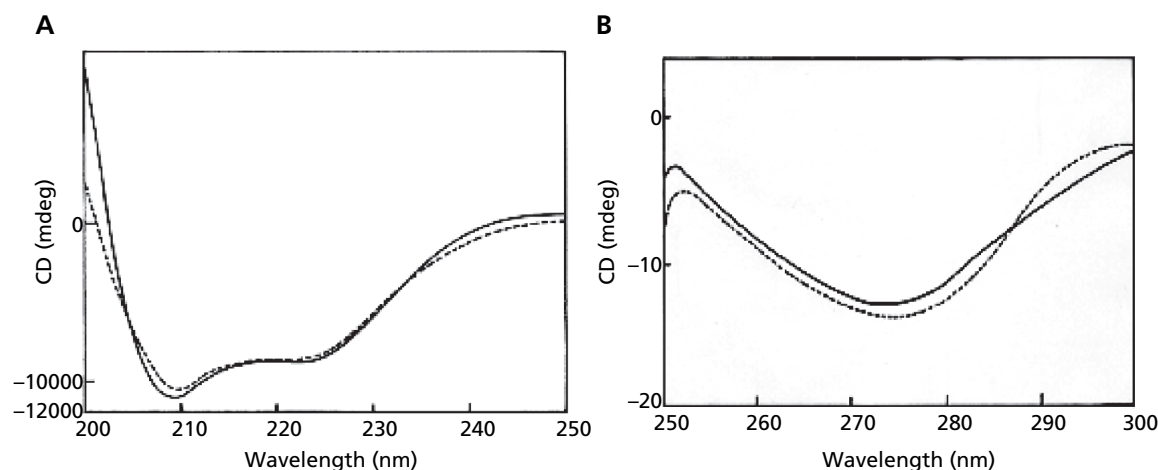 A
0
−10000
−12000
CD (mdeg)
200 210 220 230 240 250
Wavelength (nm)
B
0
−10
−20
CD (mdeg)
250 260 270 280 290 300
Wavelength (nm)